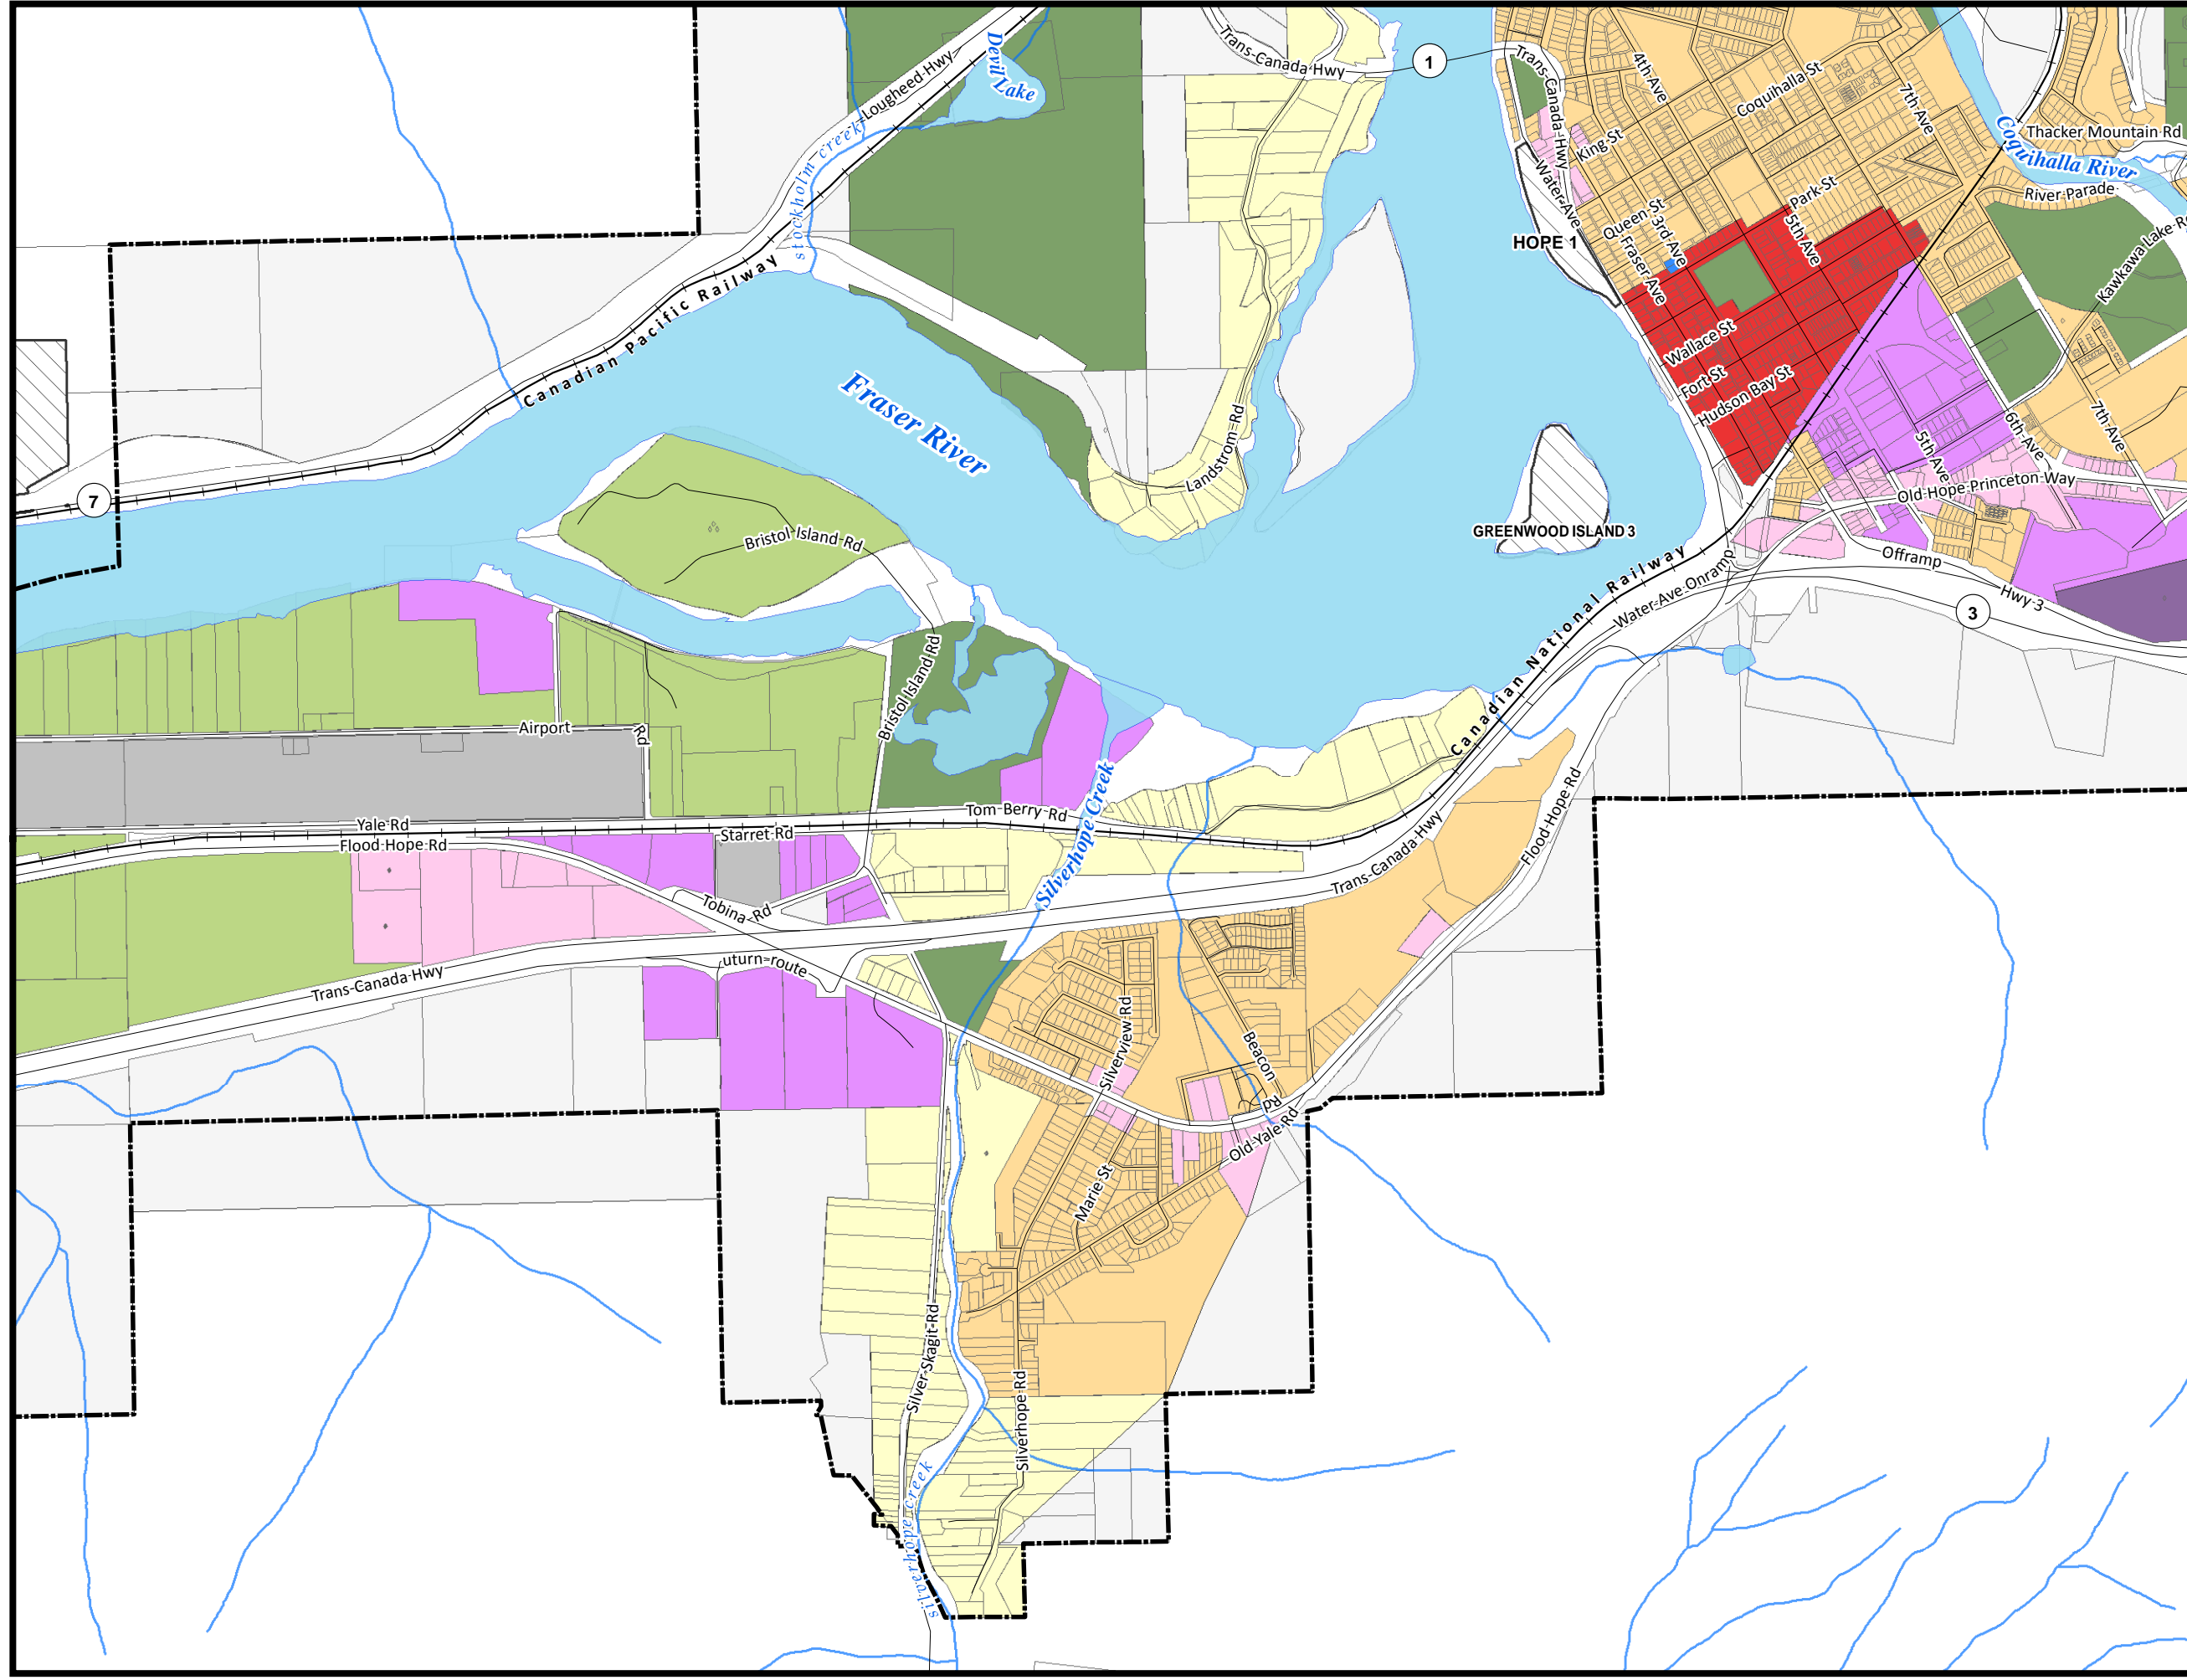 Devil
Lake
Lougheed Hwy
stockholm creek
Trans-Canada Hwy
1
Trans-Canada Hwy
4th Ave
Coquihalla St
7th Ave
King St
Water Ave
Coquihalla River
Thacker Mountain Rd
River Parade
Park St
Queen St
3rd Ave
5th Ave
Fraser Ave
HOPE 1
Kawkawa Lake Rd
Canadian Pacific Railway
Wallace St
Fort St
Hudson Bay St
Fraser River
Landstrom Rd
7th Ave
6th Ave
5th Ave
Old Hope Princeton Way
7
GREENWOOD ISLAND 3
Bristol Island Rd
Offramp
Hwy 3
3
Water Ave Onramp
Canadian National Railway
Bristol Island Rd
Airport
Rd
Silverhope Creek
Tom Berry Rd
Yale Rd
Starret Rd
Flood Hope Rd
Flood Hope Rd
Trans-Canada Hwy
Tobina Rd
uturn route
Trans-Canada Hwy
Silverview Rd
Beacon
Rd
Old Yale Rd
Marie St
Silver Skagit Rd
Silverhope Rd
silverhope creek